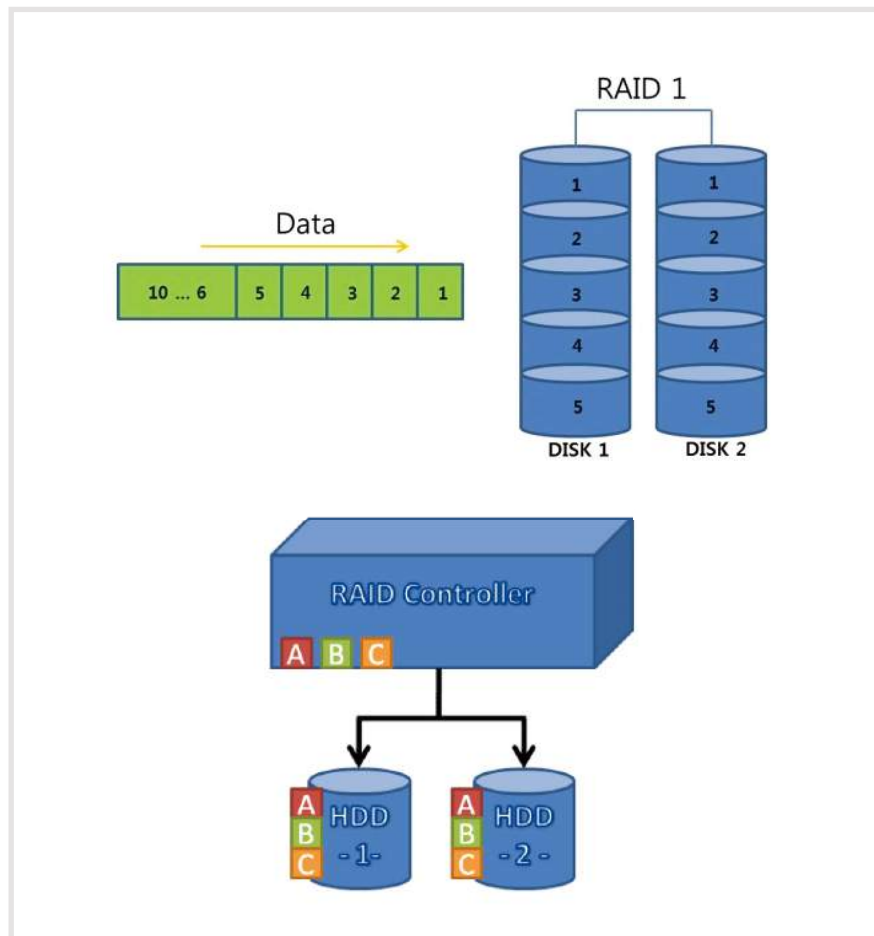 RAID 1
Data
10 ... 6 5 4 3 2 1
1 1
2 2
3 3
4 4
5 5
DISK 1 DISK 2
RAID Controller
A B C
A A
HDD HDD
B B
- 1- - 2 -
C C